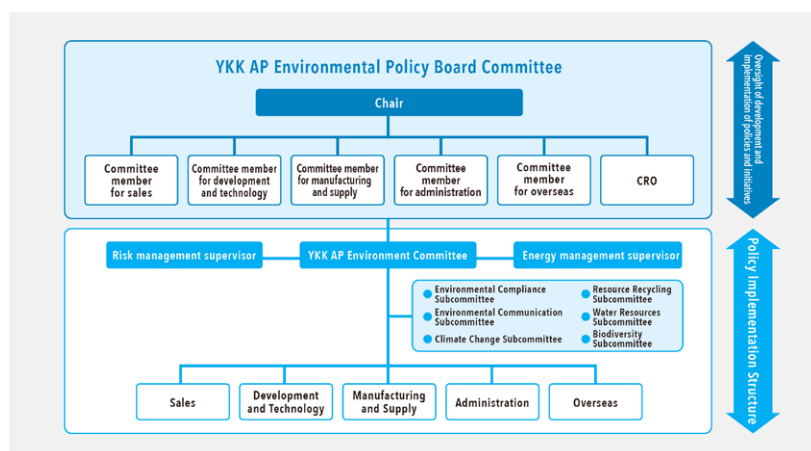 YKK AP Environmental Policy Board Committee
Chair
Committee
member
for sales
Committee member
for development
and technology
Committee member
for manufacturing
and supply
Committee
member
for administration
Committee
member
for overseas
CRO
Oversight of development and
implementation of policies and initiatives
Risk management supervisor
YKK AP Environment Committee
Energy management supervisor
Environmental Compliance
Subcommittee
Environmental Communication
Subcommittee
Climate Change Subcommittee
Resource Recycling
Subcommittee
Water Resources
Subcommittee
Biodiversity
Subcommittee
Sales
Development
and Technology
Manufacturing
and Supply
Administration
Overseas
Policy Implementation Structure